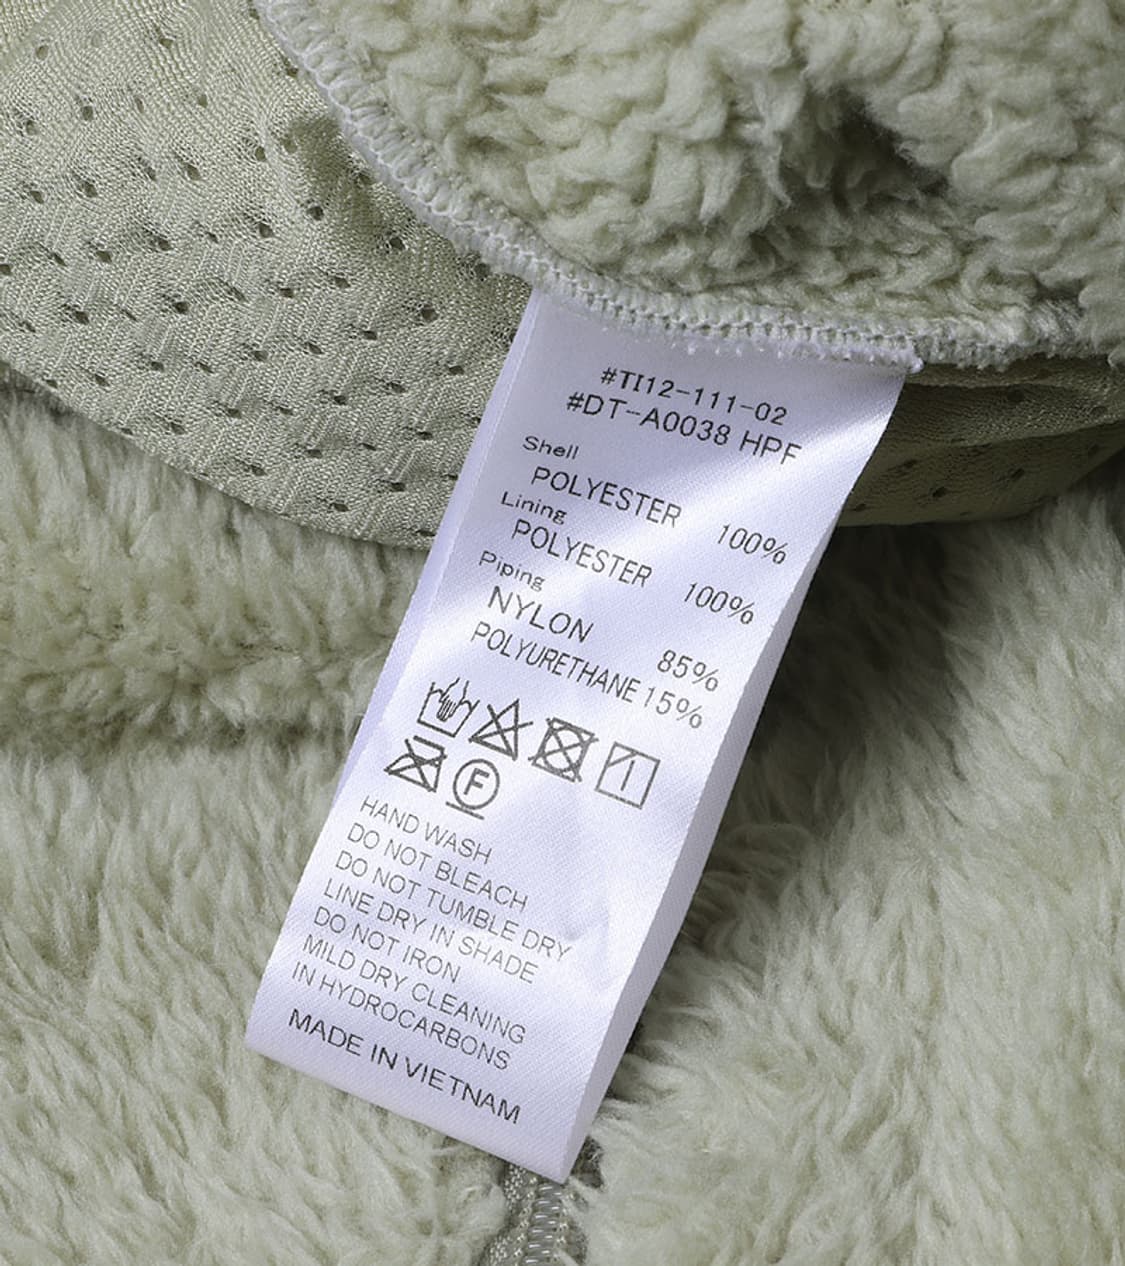 #TI12-111-02
#DT-A0038 HPF
Shell
POLYESTER 100%
Lining
POLYESTER 100%
Piping
NYLON 85%
POLYURETHANE 15%
F
HAND WASH
DO NOT BLEACH
DO NOT TUMBLE DRY
LINE DRY IN SHADE
DO NOT IRON
MILD DRY CLEANING
IN HYDROCARBONS
MADE IN VIETNAM